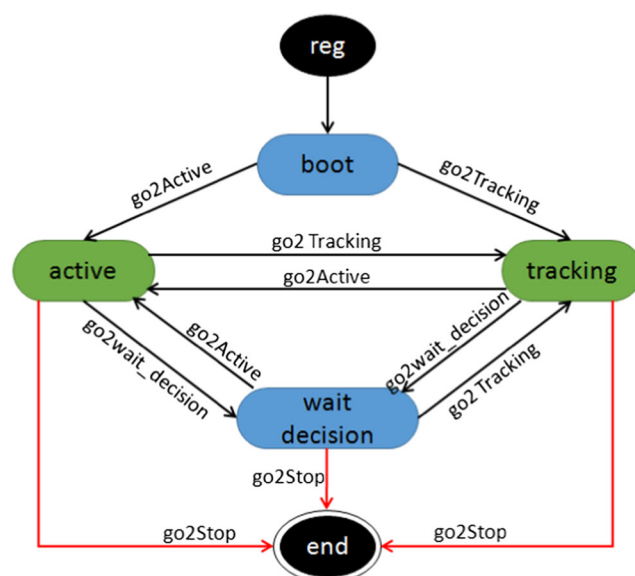 reg
boot
go2Active
go2Tracking
go2 Tracking
active
tracking
go2Active
go2wait_decision
go2Active
go2wait_decision
go2 Tracking
wait
decision
go2Stop
go2Stop
go2Stop
end